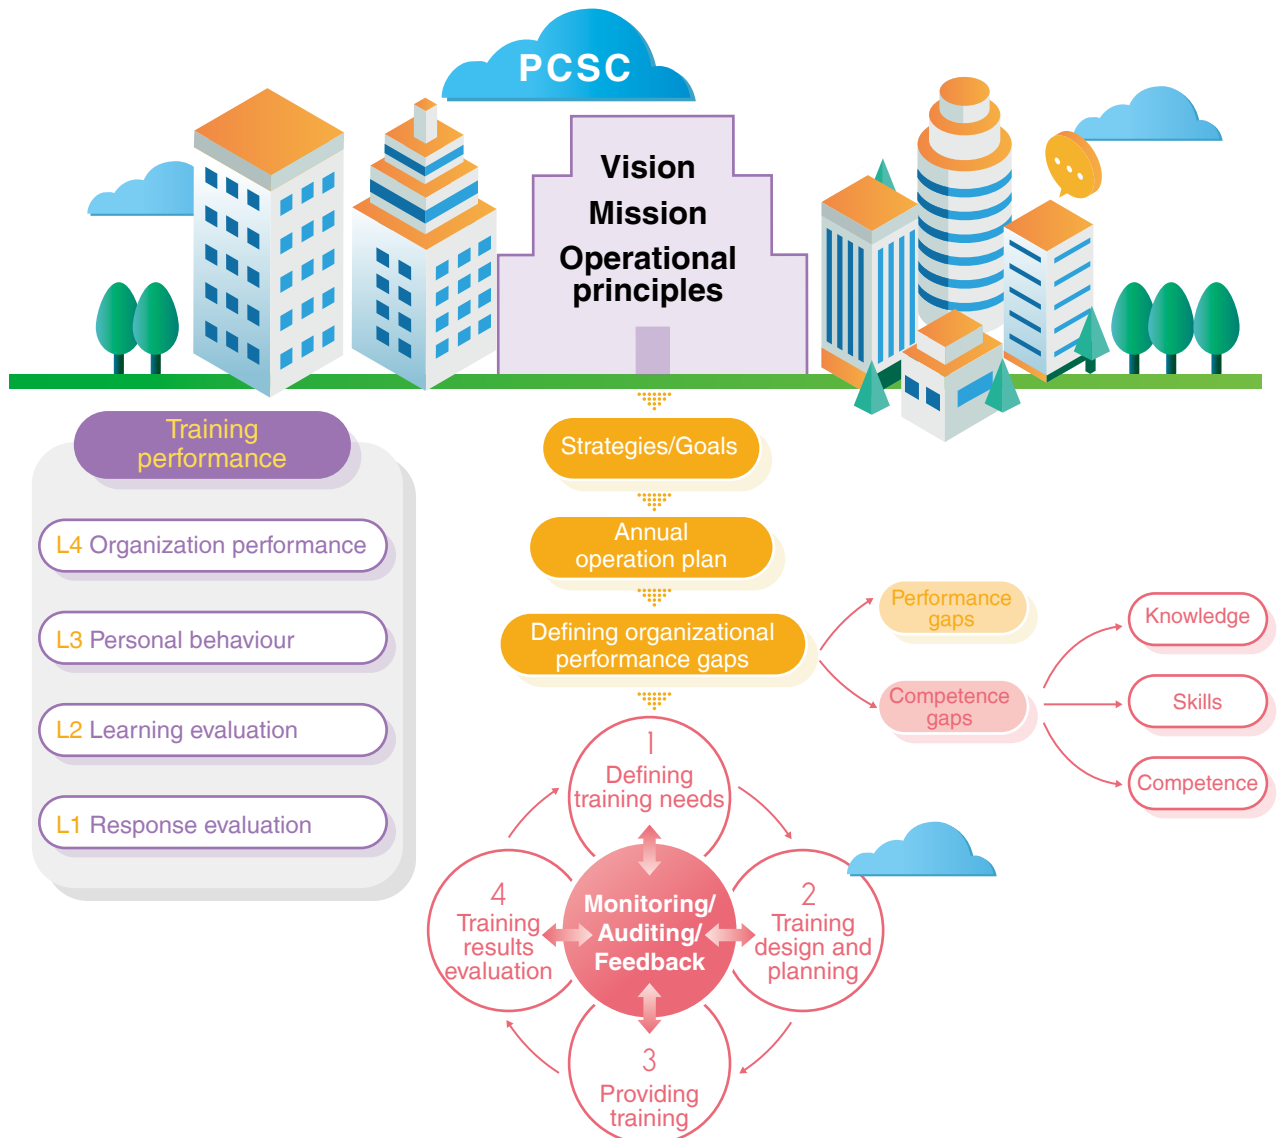 PCSC
Vision
Mission
Operational
principles
Training
performance
L4 Organization performance
L3 Personal behaviour
L2 Learning evaluation
L1 Response evaluation
Strategies/Goals
Annual
operation plan
Defining organizational
performance gaps
Performance
gaps
Competence
gaps
Knowledge
Skills
Competence
1
Defining
training needs
2
Training
design and
planning
3
Providing
training
4
Training
results
evaluation
Monitoring/
Auditing/
Feedback